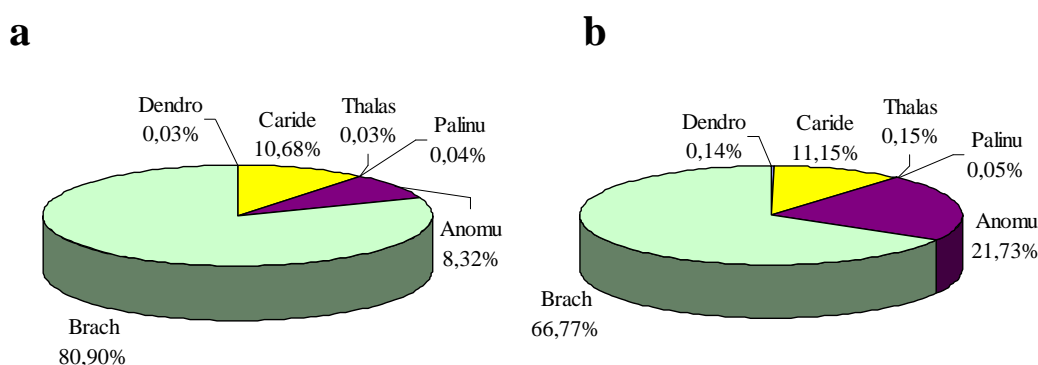 a
Dendro
0,03%
Caride
10,68%
Thalas
0,03%
Palinu
0,04%
Anomu
8,32%
Brach
80,90%
b
Dendro
0,14%
Caride
11,15%
Thalas
0,15%
Palinu
0,05%
Anomu
21,73%
Brach
66,77%